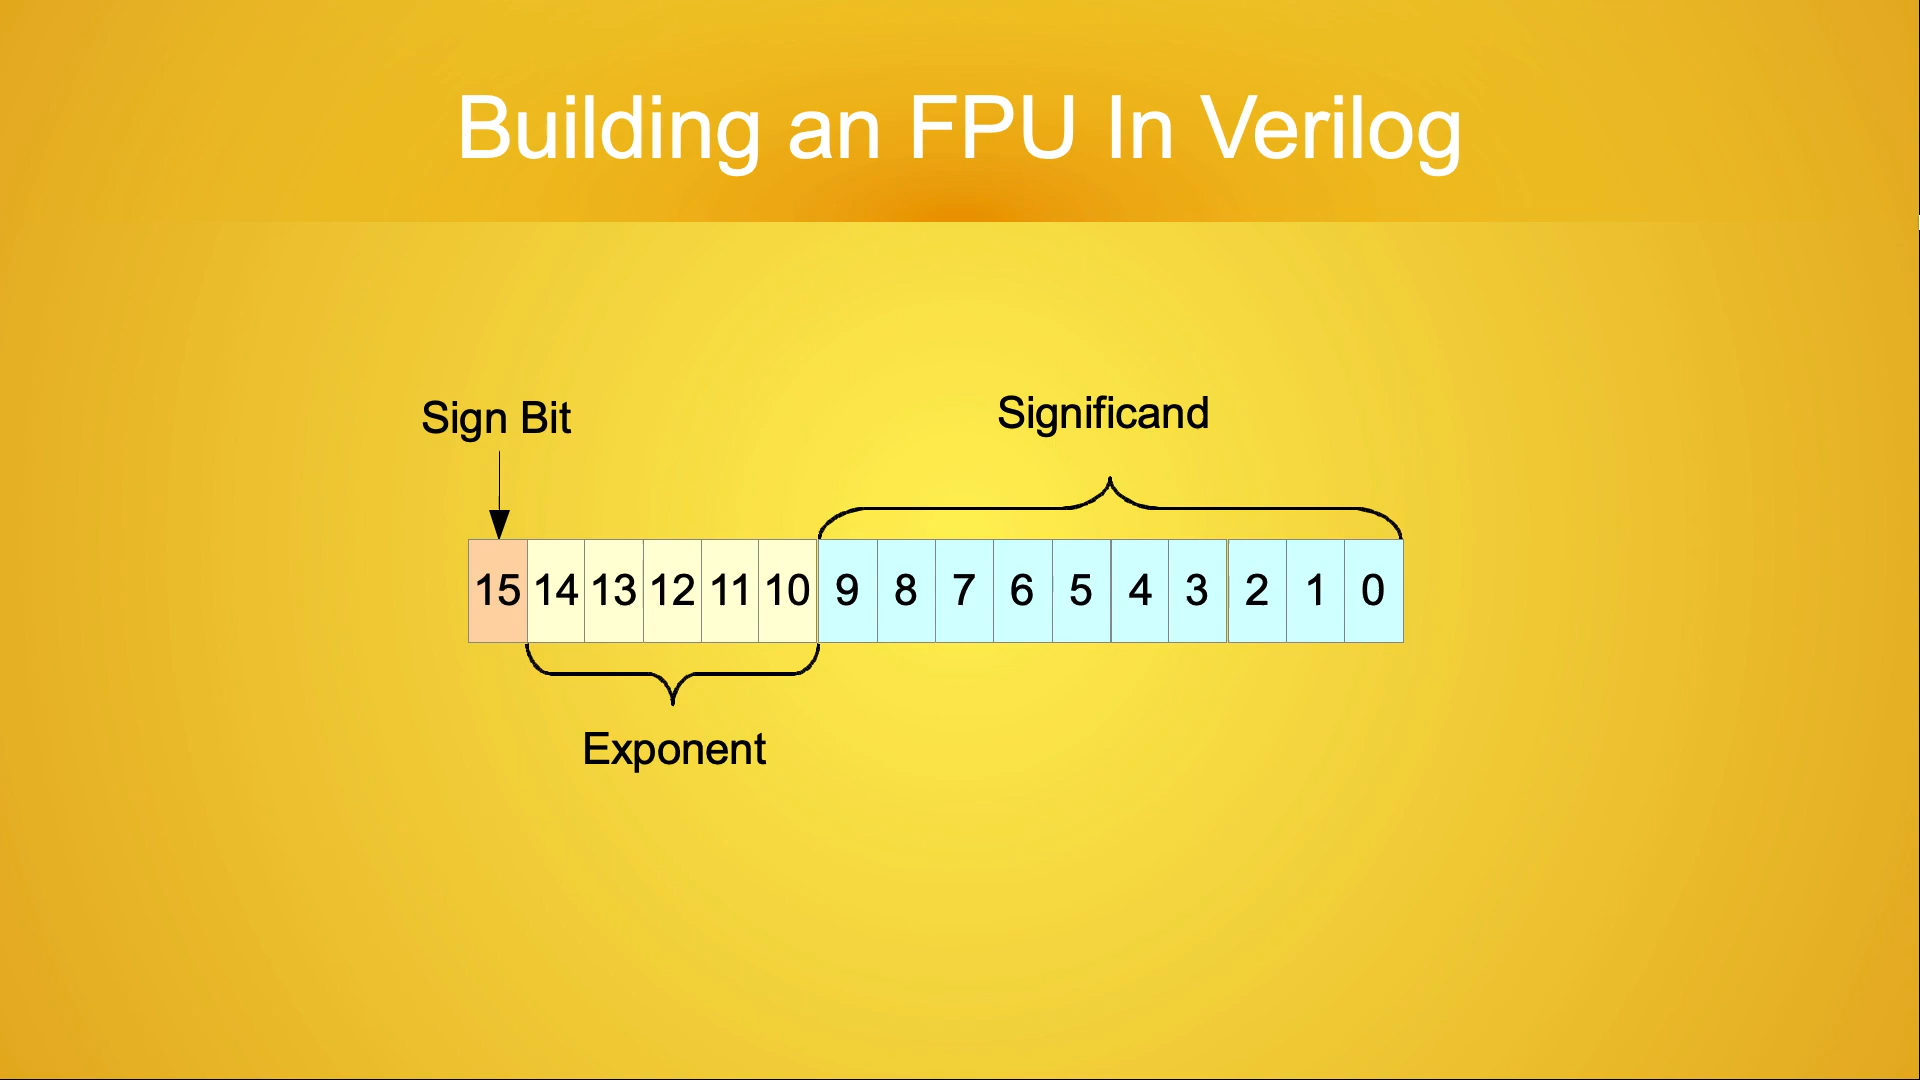 Building an FPU In Verilog
Sign Bit
Significand
15 14 13 12 11 10 9 8 7 6 5 4 3 2 1 0
Exponent